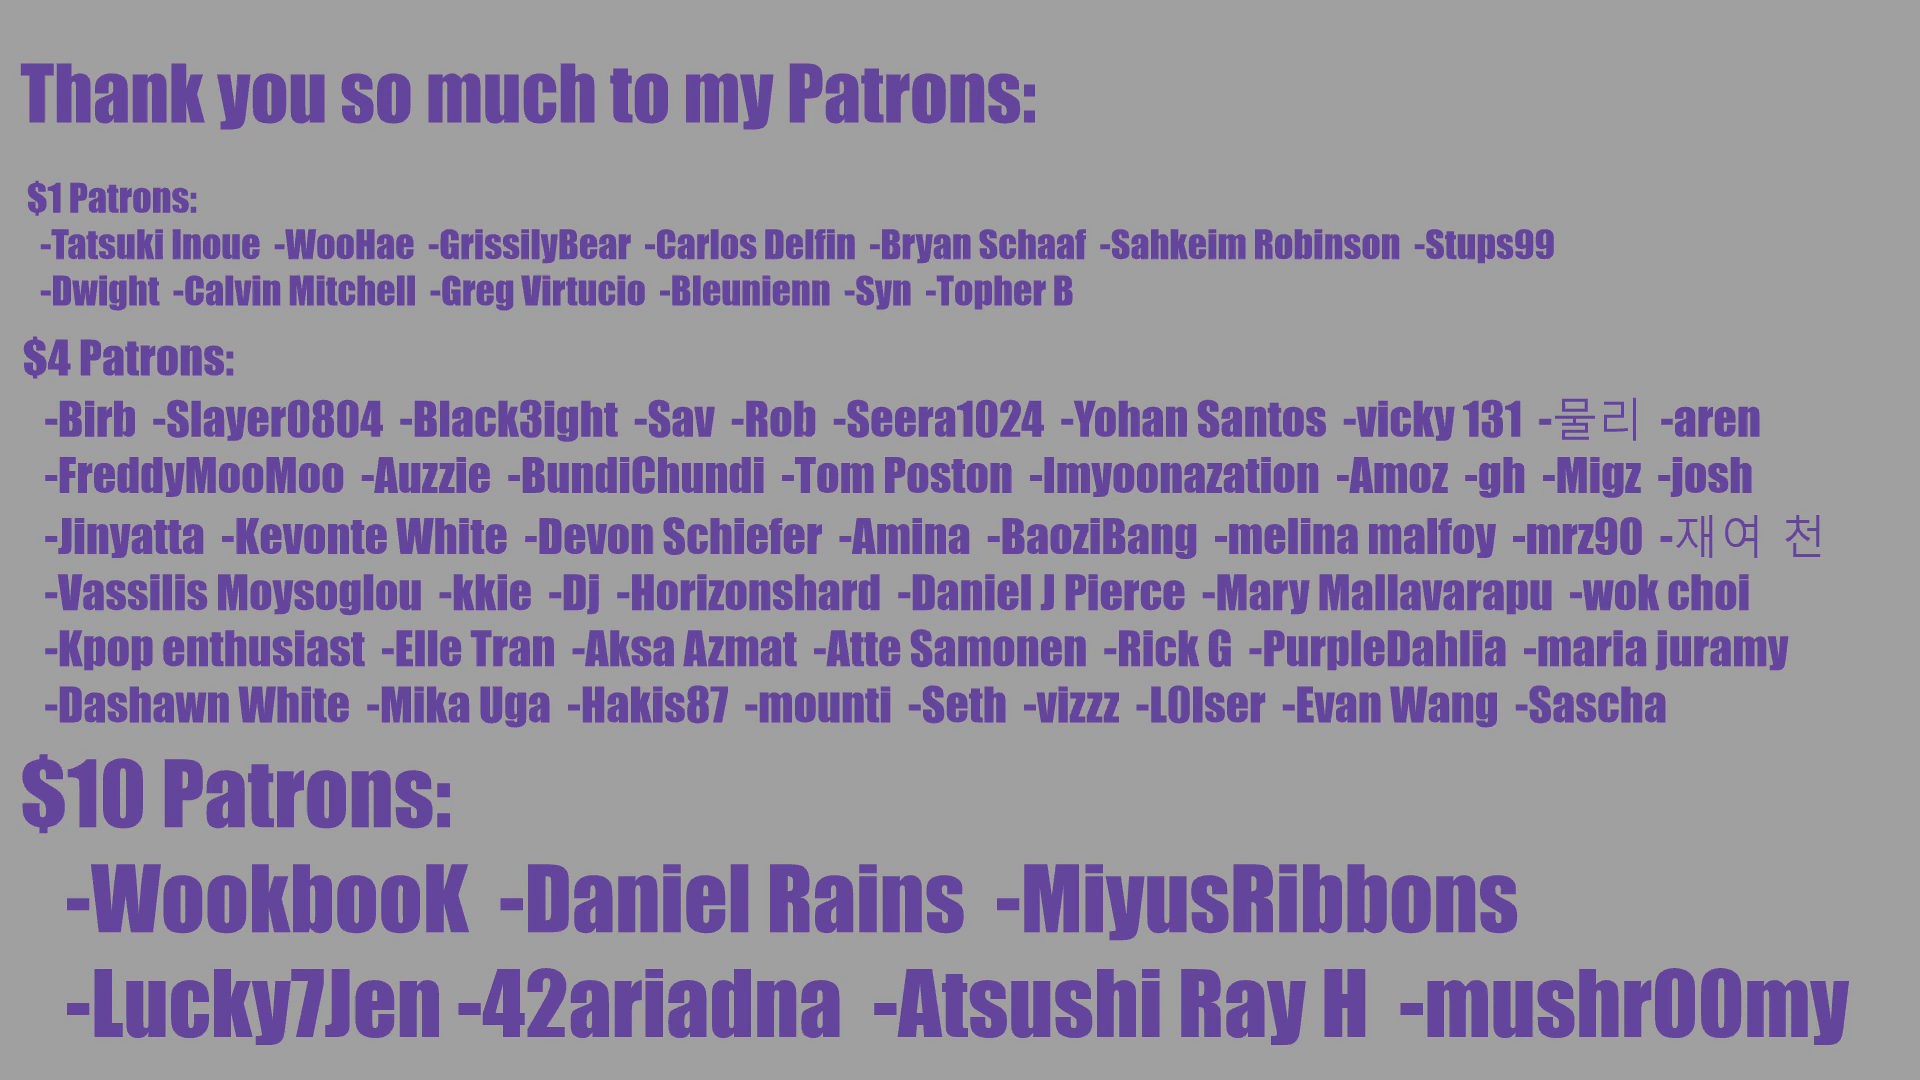 Thank you so much to my Patrons:
$1 Patrons:
-Tatsuki Inoue -WooHae -GrissilyBear -Carlos Delfin -Bryan Schaaf -Sahkeim Robinson -Stups99
-Dwight -Calvin Mitchell -Greg Virtucio -Bleunienn -Syn -Topher B
$4 Patrons:
-Birb -Slayer0804 -Black3ight -Sav -Rob -Seera1024 -Yohan Santos -vicky 131 -물리 -aren
-FreddyMooMoo -Auzzie -BundiChundi -Tom Poston -Imyoonazation -Amoz -gh -Migz -josh
-Jinyatta -Kevonte White -Devon Schiefer -Amina -BaoziBang -melina malfoy -mrz90 -재여 천
-Vassilis Moysoglou -kkie -Dj -Horizonshard -Daniel J Pierce -Mary Mallavarapu -wok choi
-Kpop enthusiast -Elle Tran -Aksa Azmat -Atte Samonen -Rick G -PurpleDahlia -maria juramy
-Dashawn White -Mika Uga -Hakis87 -mounti -Seth -vizzz -L0lser -Evan Wang -Sascha
$10 Patrons:
-WookbooK -Daniel Rains -MiyusRibbons
-Lucky7Jen -42ariadna -Atsushi Ray H -mushr00my